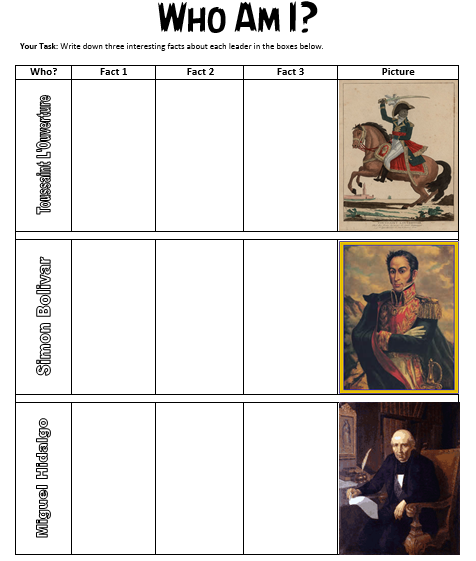 WHO AM I?
Your Task: Write down three interesting facts about each leader in the boxes below.
Who? Fact 1 Fact 2 Fact 3 Picture
Toussaint L'Ouverture
Simon Bolivar
Miguel Hidalgo